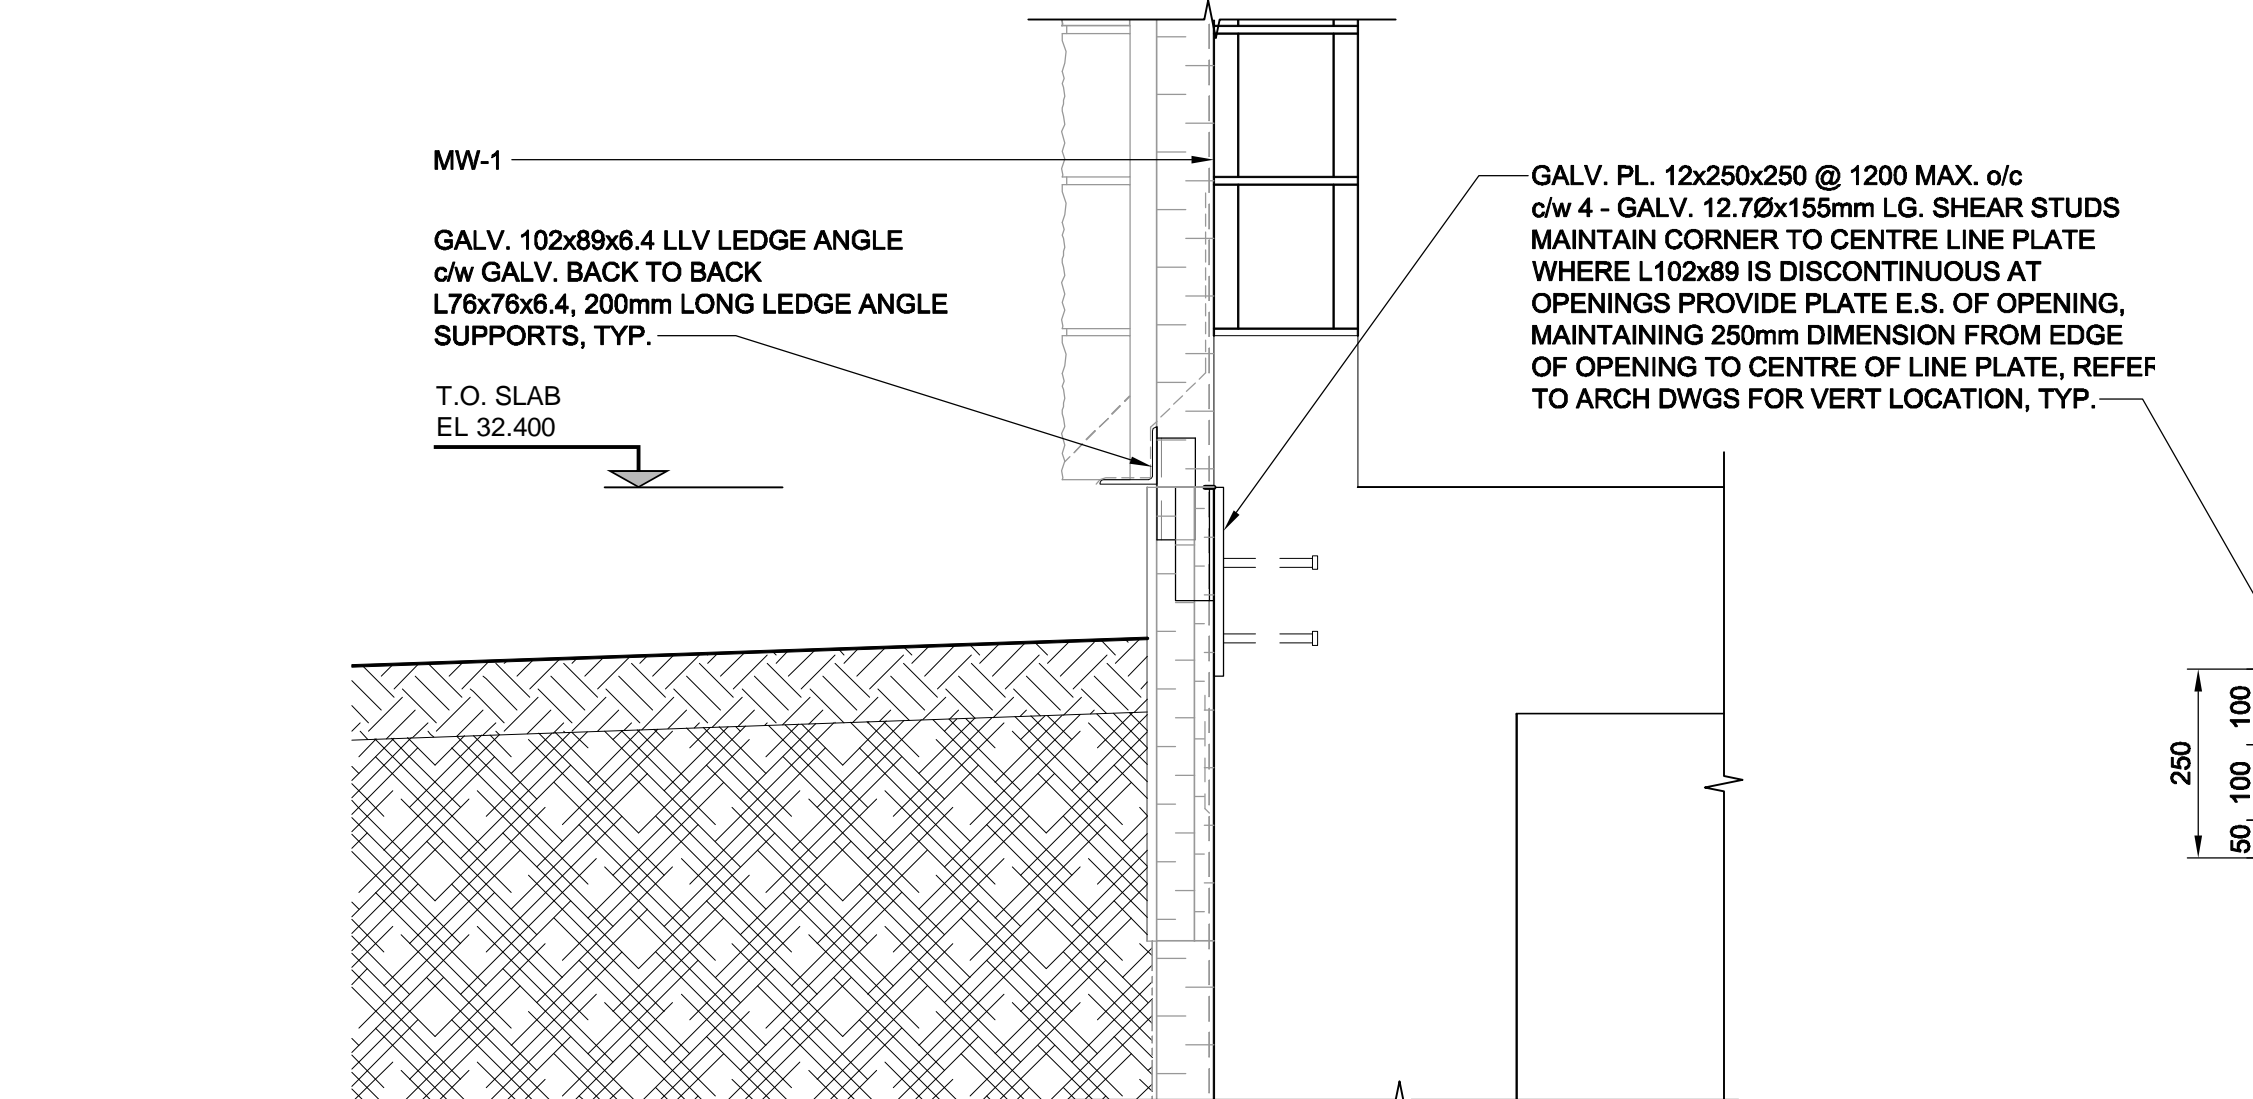 MW-1
GALV. 102x89x6.4 LLV LEDGE ANGLE
c/w GALV. BACK TO BACK
L76x76x6.4, 200mm LONG LEDGE ANGLE
SUPPORTS, TYP.
T.O. SLAB
EL 32.400
GALV. PL. 12x250x250 @ 1200 MAX. o/c
c/w 4 - GALV. 12.7Øx155mm LG. SHEAR STUDS
MAINTAIN CORNER TO CENTRE LINE PLATE
WHERE L102x89 IS DISCONTINUOUS AT
OPENINGS PROVIDE PLATE E.S. OF OPENING,
MAINTAINING 250mm DIMENSION FROM EDGE
OF OPENING TO CENTRE OF LINE PLATE, REFER
TO ARCH DWGS FOR VERT LOCATION, TYP.
250
100
100
50